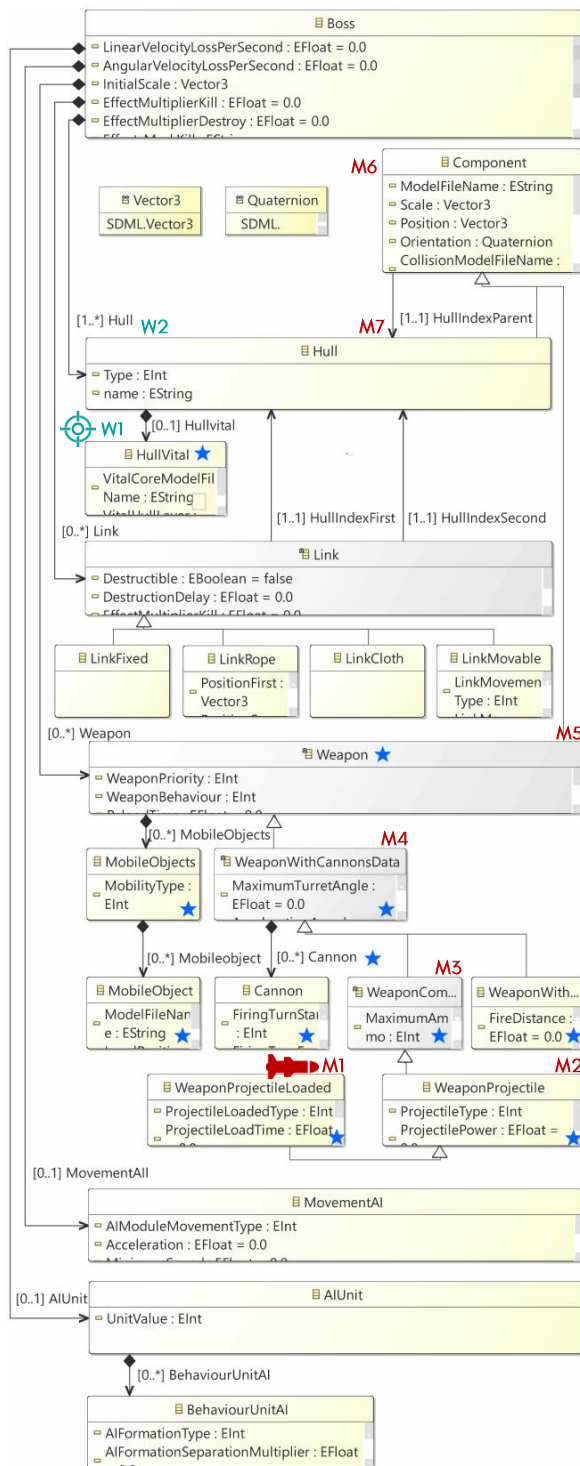 Boss
LinearVelocityLossPerSecond : EFloat = 0.0
AngularVelocityLossPerSecond : EFloat = 0.0
InitialScale : Vector3
EffectMultiplierKill : EFloat = 0.0
EffectMultiplierDestroy : EFloat = 0.0
M6
Component
ModelFileName : EString
Scale : Vector3
Position : Vector3
Orientation : Quaternion
CollisionModelFileName :
Vector3
SDML.Vector3
Quaternion
SDML.
[1..*] Hull
W2
M7
[1..1] HullIndexParent
Hull
Type : EInt
name : EString
W1
[0..1] Hullvital
HullVital
VitalCoreModelFil
Name : EString
[0..*] Link
[1..1] HullIndexFirst
[1..1] HullIndexSecond
Link
Destructible : EBoolean = false
DestructionDelay : EFloat = 0.0
EffectMultiplierKill : EFloat = 0.0
LinkFixed
LinkRope
PositionFirst :
Vector3
LinkCloth
LinkMovable
LinkMovemen
Type : EInt
[0..*] Weapon
M5
Weapon
WeaponPriority : EInt
WeaponBehaviour : EInt
[0..*] MobileObjects
M4
MobileObjects
MobilityType :
EInt
WeaponWithCannonsData
MaximumTurretAngle :
EFloat = 0.0
[0..*] Mobileobject
[0..*] Cannon
M3
MobileObject
ModelFileNam
e : EString
Cannon
FiringTurnStar
: EInt
WeaponCom...
MaximumAm
mo : EInt
WeaponWith...
FireDistance :
EFloat = 0.0
M1
M2
WeaponProjectileLoaded
ProjectileLoadedType : EInt
ProjectileLoadTime : EFloat
WeaponProjectile
ProjectileType : EInt
ProjectilePower : EFloat =
[0..1] MovementAII
MovementAI
AIModuleMovementType : EInt
Acceleration : EFloat = 0.0
[0..1] AIUnit
AIUnit
UnitValue : EInt
[0..*] BehaviourUnitAI
BehaviourUnitAI
AIFormationType : EInt
AIFormationSeparationMultiplier : EFloat